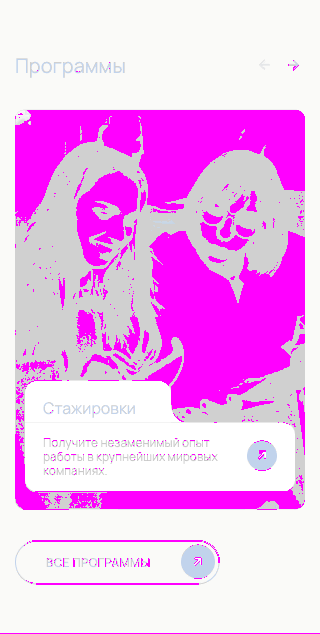 Программы
Стажировки
Получите незаменимый опыт
работы в крупнейших мировых
компаниях.
ВСЕ ПРОГРАММЫ